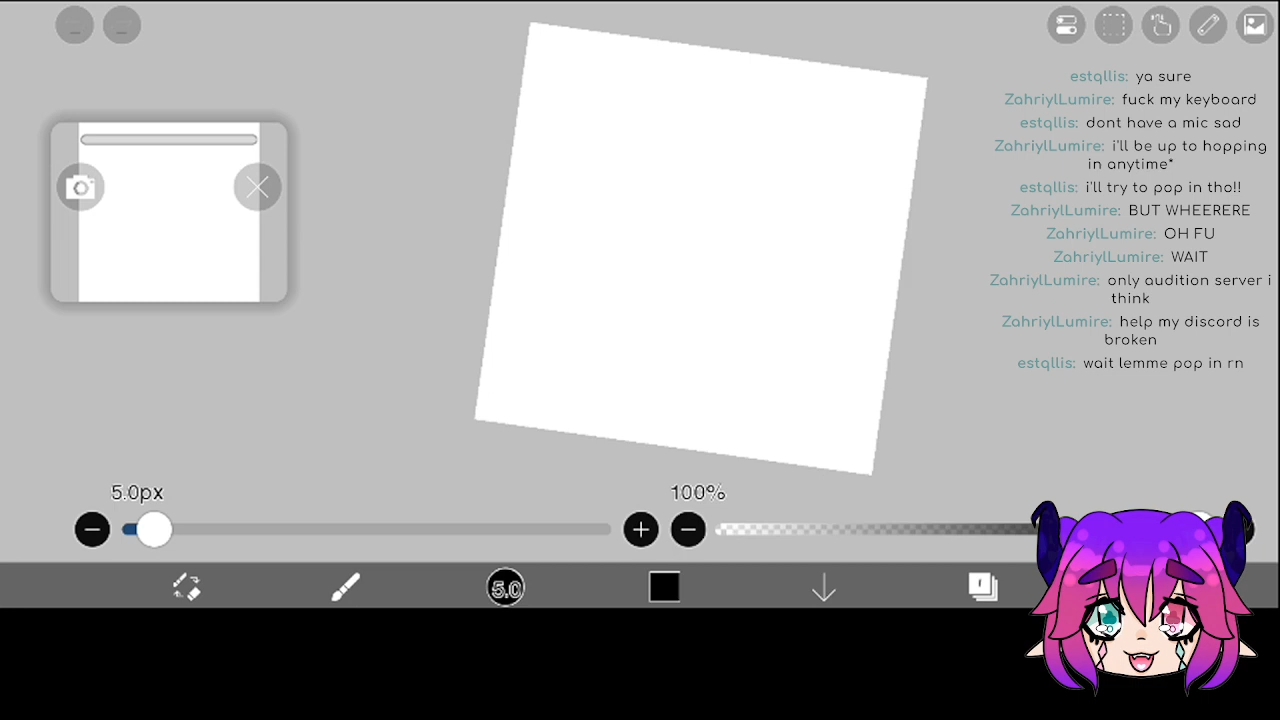 estqllis: ya sure
ZahriylLumire: fuck my keyboard
estqllis: dont have a mic sad
ZahriylLumire: i'll be up to hopping
in anytime*
estqllis: i'll try to pop in tho!!
ZahriylLumire: BUT WHEERERE
ZahriylLumire: OH FU
ZahriylLumire: WAIT
ZahriylLumire: only audition server i
think
ZahriylLumire: help my discord is
broken
estqllis: wait lemme pop in rn
5.0px
100%
5.0
1